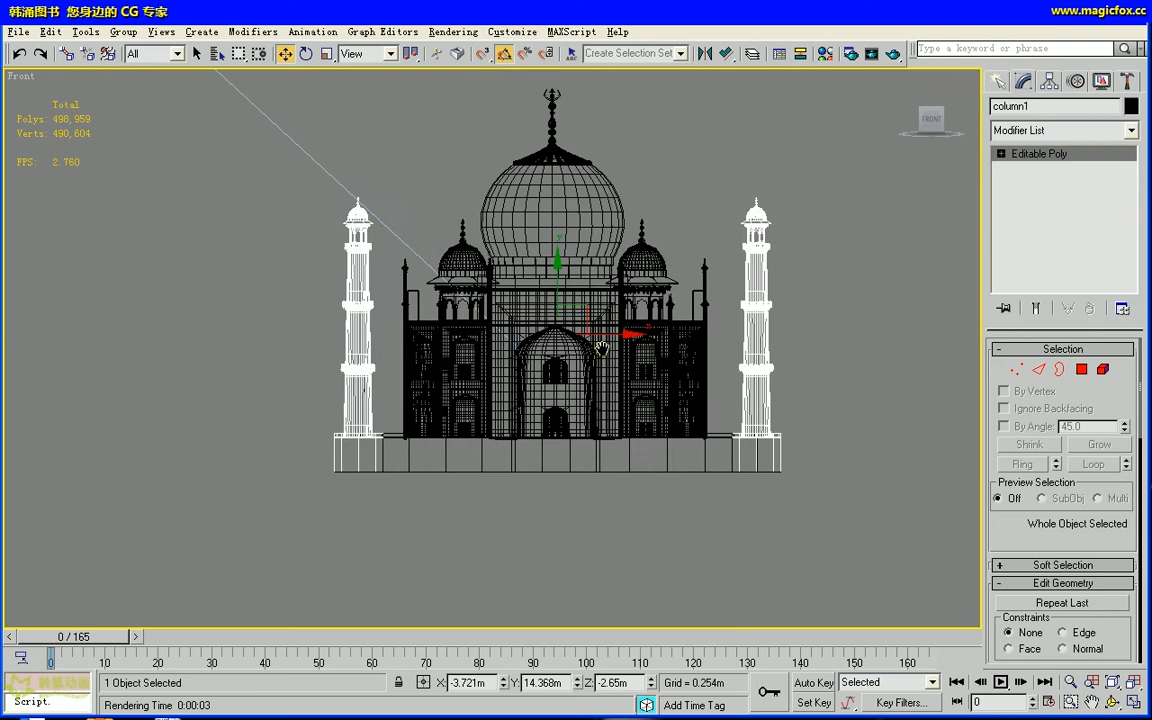 韩涌图书 您身边的 CG 专家
www.magicfox.cc
File Edit Tools Group Views Create Modifiers Animation Graph Editors Rendering Customize MAXScript Help
All
View
Create Selection Set
Type a keyword or phrase
Front
Total
Polys: 498,959
Verts: 490,604
FPS: 2.760
FRONT
y
x
column1
Modifier List
Editable Poly
Selection
By Vertex
Ignore Backfacing
By Angle: 45.0
Shrink Grow
Ring Loop
Preview Selection
Off SubObj Multi
Whole Object Selected
Soft Selection
Edit Geometry
Repeat Last
Constraints
None Edge
Face Normal
0 / 165
0 10 20 30 40 50 60 70 80 90 100 110 120 130 140 150 160
1 Object Selected
X: -3.721m Y: 14.368m Z: -2.65m
Grid = 0.254m
Auto Key Selected
Script.
Rendering Time 0:00:03
Add Time Tag
Set Key Key Filters...
0